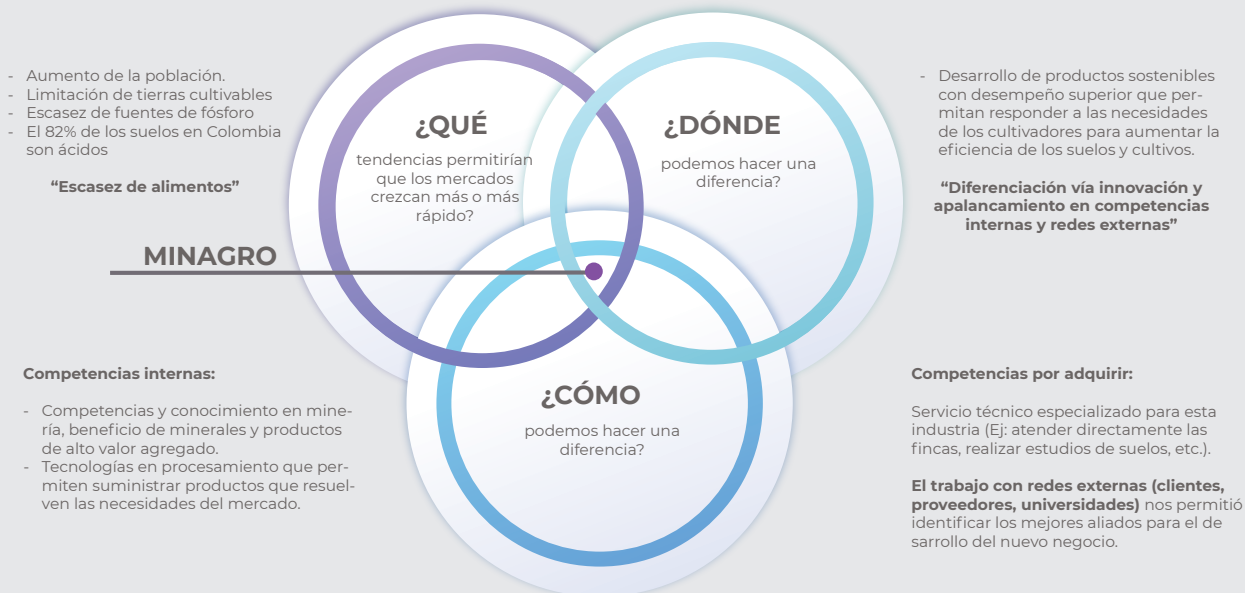 - Aumento de la población.
- Limitación de tierras cultivables
- Escasez de fuentes de fósforo
- El 82% de los suelos en Colombia
son ácidos
“Escasez de alimentos”
¿QUÉ
tendencias permitirían
que los mercados
crezcan más o más
rápido?
¿DÓNDE
podemos hacer una
diferencia?
- Desarrollo de productos sostenibles
con desempeño superior que per-
mitan responder a las necesidades
de los cultivadores para aumentar la
eficiencia de los suelos y cultivos.
“Diferenciación vía innovación y
apalancamiento en competencias
internas y redes externas”
MINAGRO
Competencias internas:
- Competencias y conocimiento en mine-
ría, beneficio de minerales y productos
de alto valor agregado.
- Tecnologías en procesamiento que per-
miten suministrar productos que resuel-
ven las necesidades del mercado.
¿CÓMO
podemos hacer una
diferencia?
Competencias por adquirir:
Servicio técnico especializado para esta
industria (Ej: atender directamente las
fincas, realizar estudios de suelos, etc.).
El trabajo con redes externas (clientes,
proveedores, universidades) nos permitió
identificar los mejores aliados para el de
sarrollo del nuevo negocio.